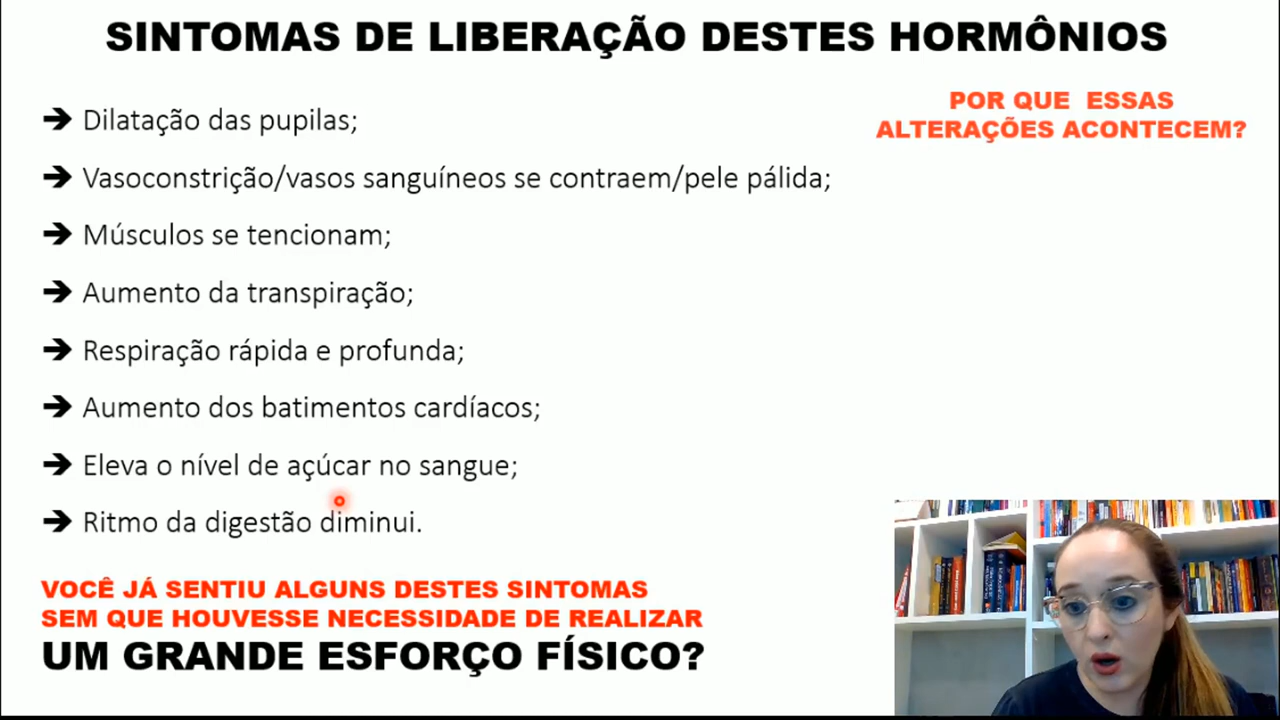 SINTOMAS DE LIBERAÇÃO DESTES HORMÔNIOS
POR QUE ESSAS
ALTERAÇÕES ACONTECEM?
➔ Dilatação das pupilas;
➔ Vasoconstrição/vasos sanguíneos se contraem/pele pálida;
➔ Músculos se tencionam;
➔ Aumento da transpiração;
➔ Respiração rápida e profunda;
➔ Aumento dos batimentos cardíacos;
➔ Eleva o nível de açúcar no sangue;
➔ Ritmo da digestão diminui.
VOCÊ JÁ SENTIU ALGUNS DESTES SINTOMAS
SEM QUE HOUVESSE NECESSIDADE DE REALIZAR
UM GRANDE ESFORÇO FÍSICO?